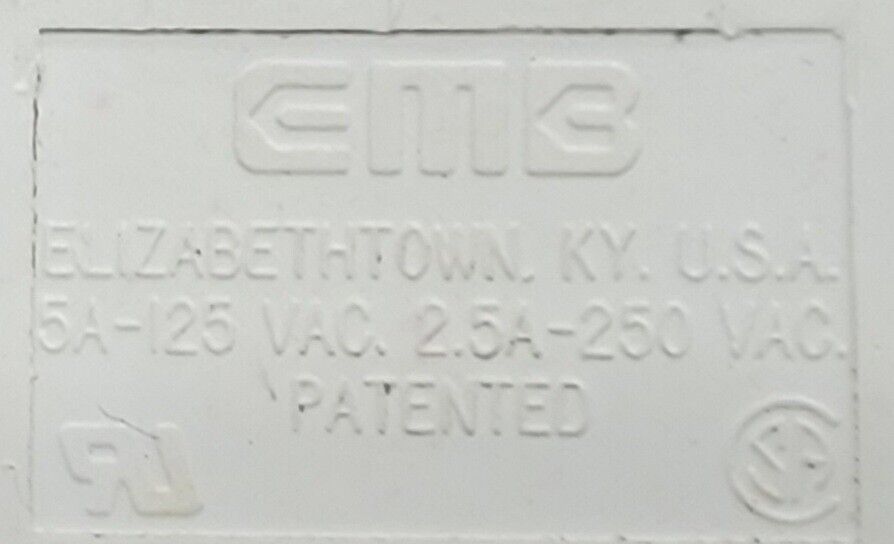 EMB
ELIZABETHTOWN, KY. U.S.A.
5A-125 VAC. 2.5A-250 VAC.
PATENTED